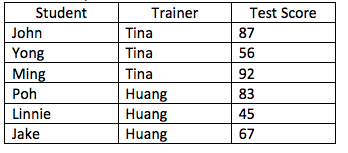 Student Trainer Test Score
John Tina 87
Yong Tina 56
Ming Tina 92
Poh Huang 83
Linnie Huang 45
Jake Huang 67